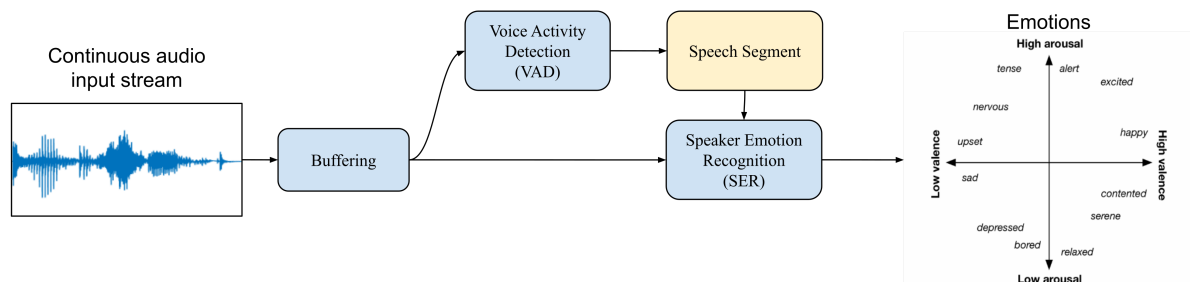 Continuous audio
input stream
Buffering
Voice Activity
Detection
(VAD)
Speech Segment
Speaker Emotion
Recognition
(SER)
Emotions
High arousal
tense
alert
excited
nervous
happy
upset
Low valence
High valence
sad
contented
serene
depressed
bored
relaxed
Low arousal